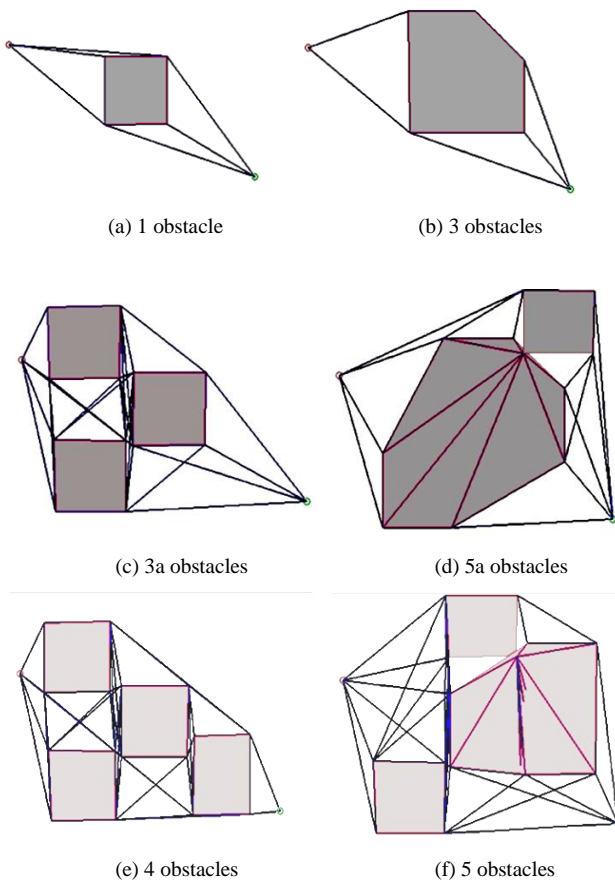 (a) 1 obstacle
(b) 3 obstacles
(c) 3a obstacles
(d) 5a obstacles
(e) 4 obstacles
(f) 5 obstacles